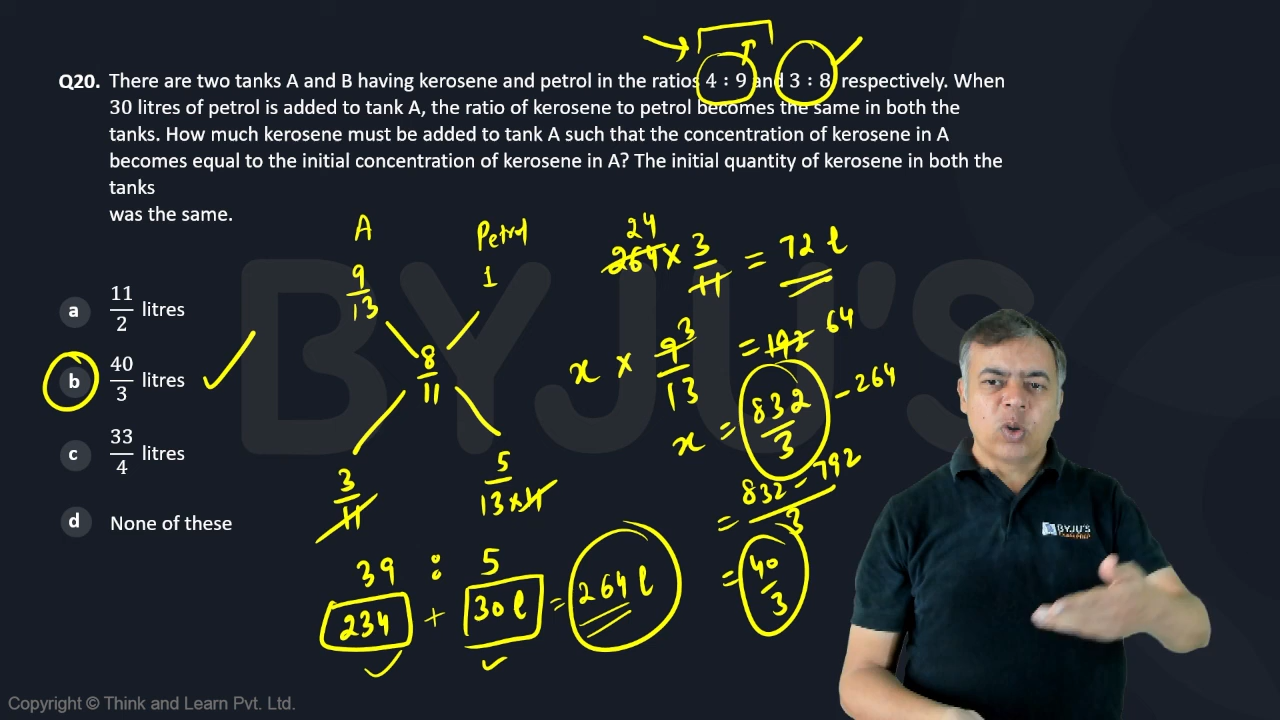 Q20. There are two tanks A and B having kerosene and petrol in the ratios 4 : 9 and 3 : 8, respectively. When
30 litres of petrol is added to tank A, the ratio of kerosene to petrol becomes the same in both the
tanks. How much kerosene must be added to tank A such that the concentration of kerosene in A
becomes equal to the initial concentration of kerosene in A? The initial quantity of kerosene in both the
tanks
was the same.
a 11/2 litres
b 40/3 litres
c 33/4 litres
d None of these
A Petrol
9/13 1
8/11
3/11 5/13×11
39 : 5
234 + 30 l = 264 l
24
264 × 3/11 = 72 l
x × 9/13 = 192
3 64
x = 832/3 - 264
= 832 - 792/3
= 40/3
BYJU'S
BYJU'S
EXAM PREP
Copyright © Think and Learn Pvt. Ltd.